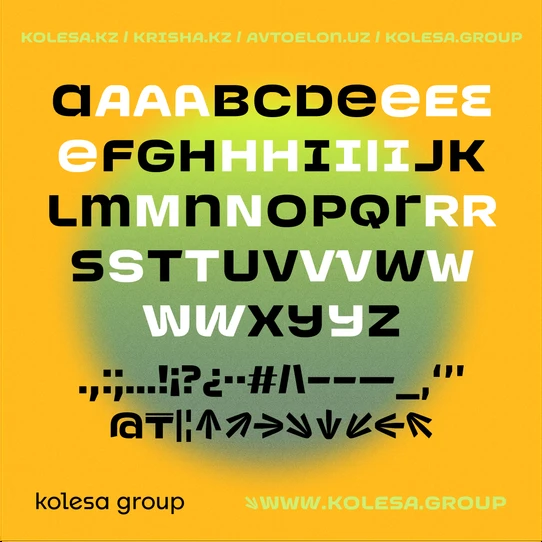 KOLESA.KZ / KRISHA.KZ / AVTOELON.UZ / KOLESA.GROUP
aAAABCDeeEE
eFGHHHIIIIJK
LmMnNOPQrRR
SSTTUVVVWW
WWXYYZ
.,:;...!¡?¿··#/\–—―_,‘’’
@₸|¦↑↗→↘↓↙←↖
kolesa group
WWW.KOLESA.GROUP